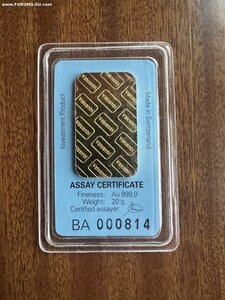 www.FORUMS-SU.com
Investment Product
Made in Switzerland
ASSAY CERTIFICATE
Fineness: Au 999,9
Weight: 20 g
Certified assayer:
BA 000814